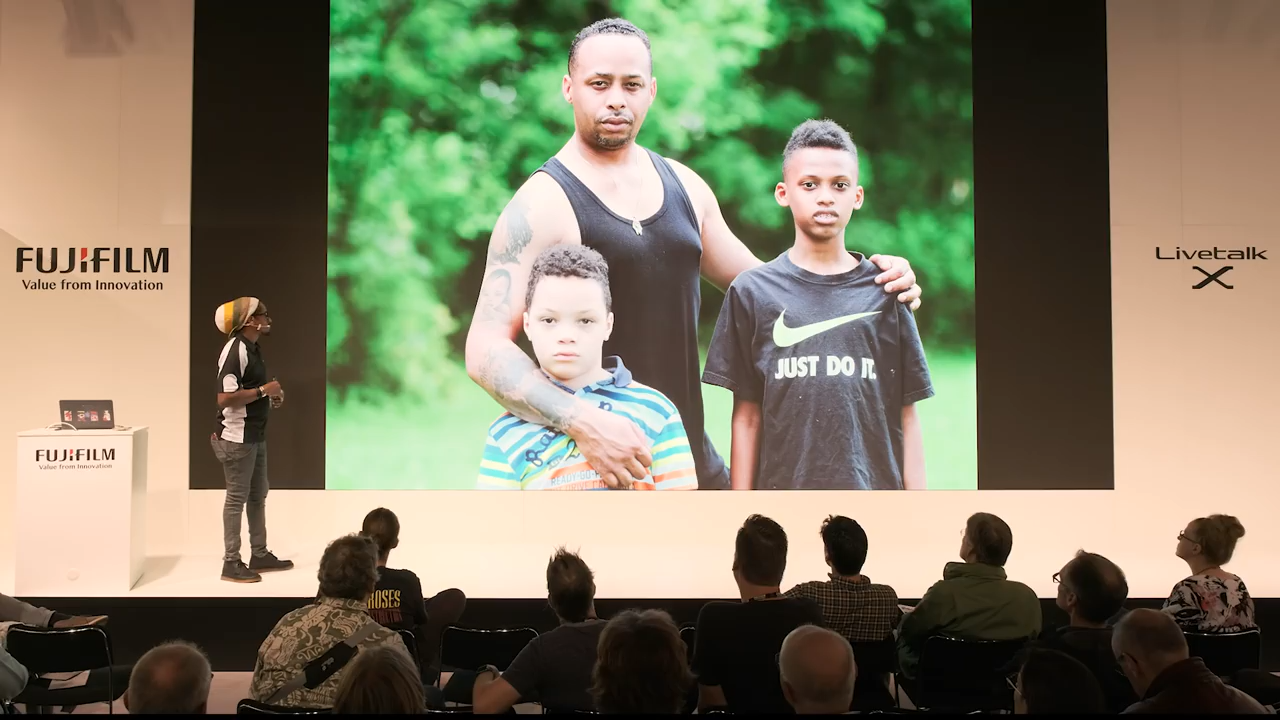 FUJIFILM
Value from Innovation
Livetalk
X
JUST DO IT.
FUJIFILM
Value from Innovation
ROSES